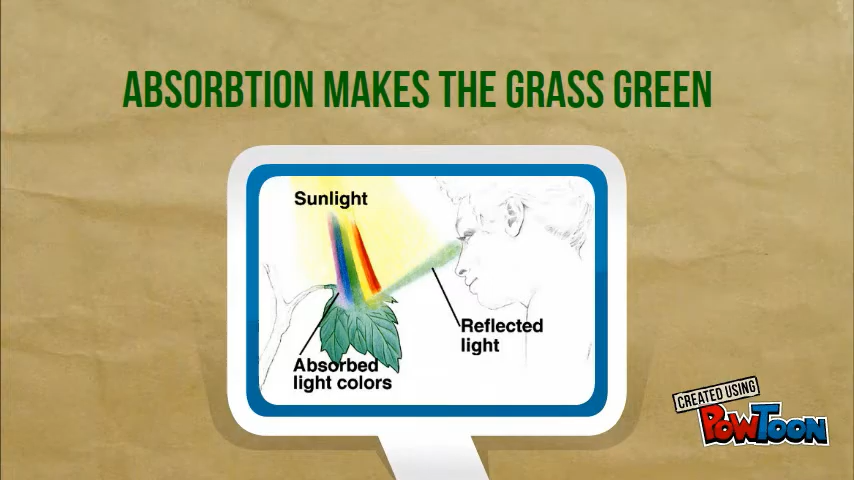 ABSORBTION MAKES THE GRASS GREEN
Sunlight
Reflected
light
Absorbed
light colors
CREATED USING
POWTOON